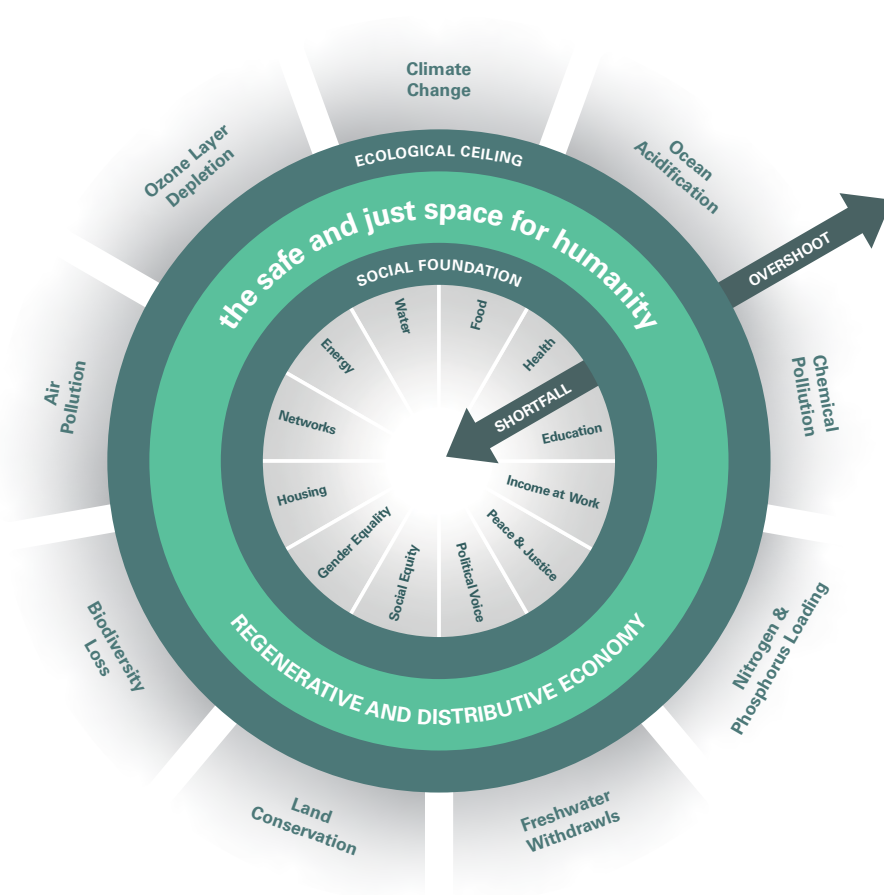 Climate
Change
Ozone Layer
Depletion
Ocean
Acidification
ECOLOGICAL CEILING
the safe and just space for humanity
SOCIAL FOUNDATION
OVERSHOOT
Water
Food
Energy
Health
Air
Pollution
Chemical
Polliution
SHORTFALL
Networks
Education
Housing
Income at Work
Gender Equality
Peace & Justice
Social Equity
Political Voice
Biodiversity
Loss
Nitrogen &
Phosphorus Loading
REGENERATIVE AND DISTRIBUTIVE ECONOMY
Land
Conservation
Freshwater
Withdrawls